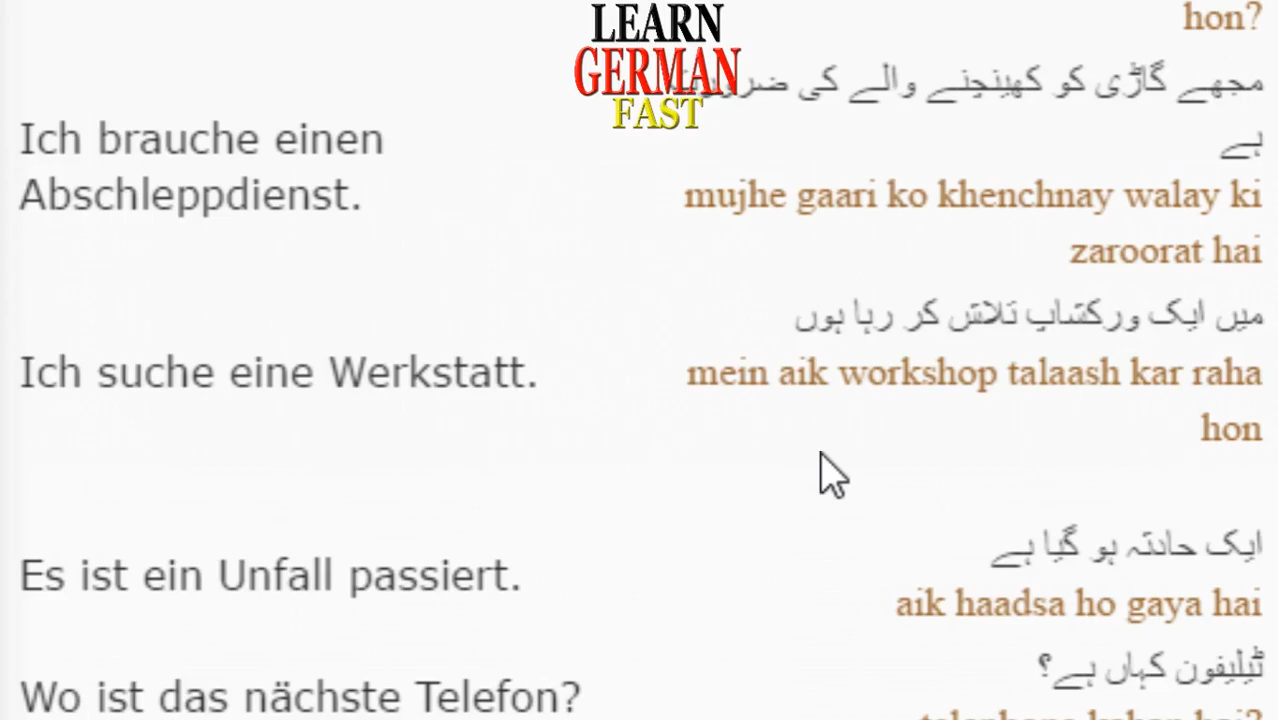 hon?
LEARN
GERMAN
FAST
مجھے گاڑی کو کھینچنے والے کی
ہے
Ich brauche einen
Abschleppdienst.
mujhe gaari ko khenchnay walay ki
zaroorat hai
میں ایک ورکشاپ تلاش کر رہا ہوں
Ich suche eine Werkstatt.
mein aik workshop talaash kar raha
hon
ایک حادثہ ہو گیا ہے
Es ist ein Unfall passiert.
aik haadsa ho gaya hai
ٹیلیفون کہاں ہے؟
Wo ist das nächste Telefon?